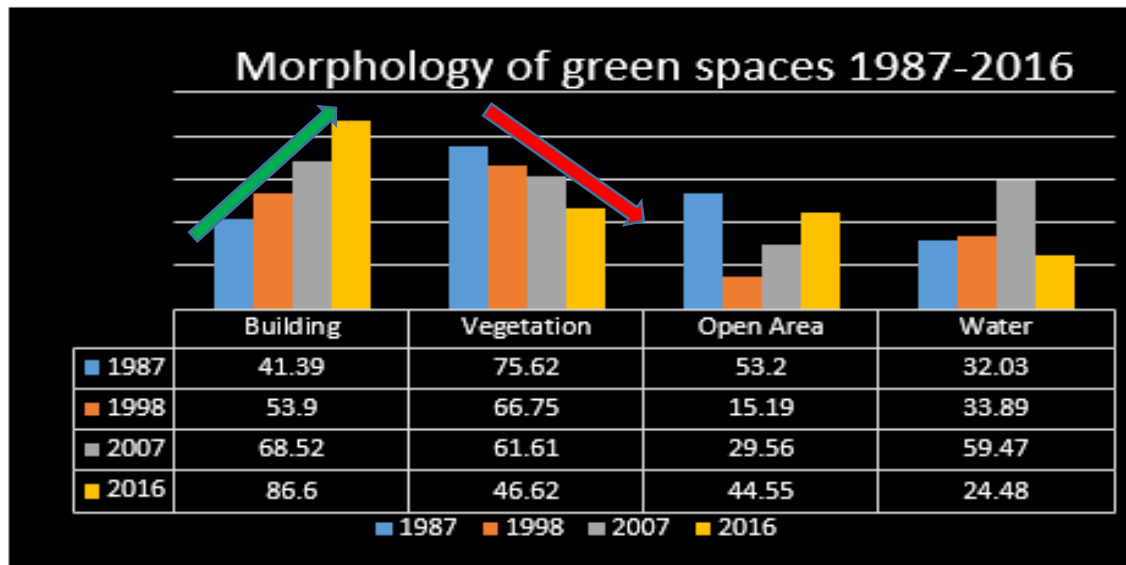 Morphology of green spaces 1987-2016
Building Vegetation Open Area Water
1987 41.39 75.62 53.2 32.03
1998 53.9 66.75 15.19 33.89
2007 68.52 61.61 29.56 59.47
2016 86.6 46.62 44.55 24.48
1987 1998 2007 2016